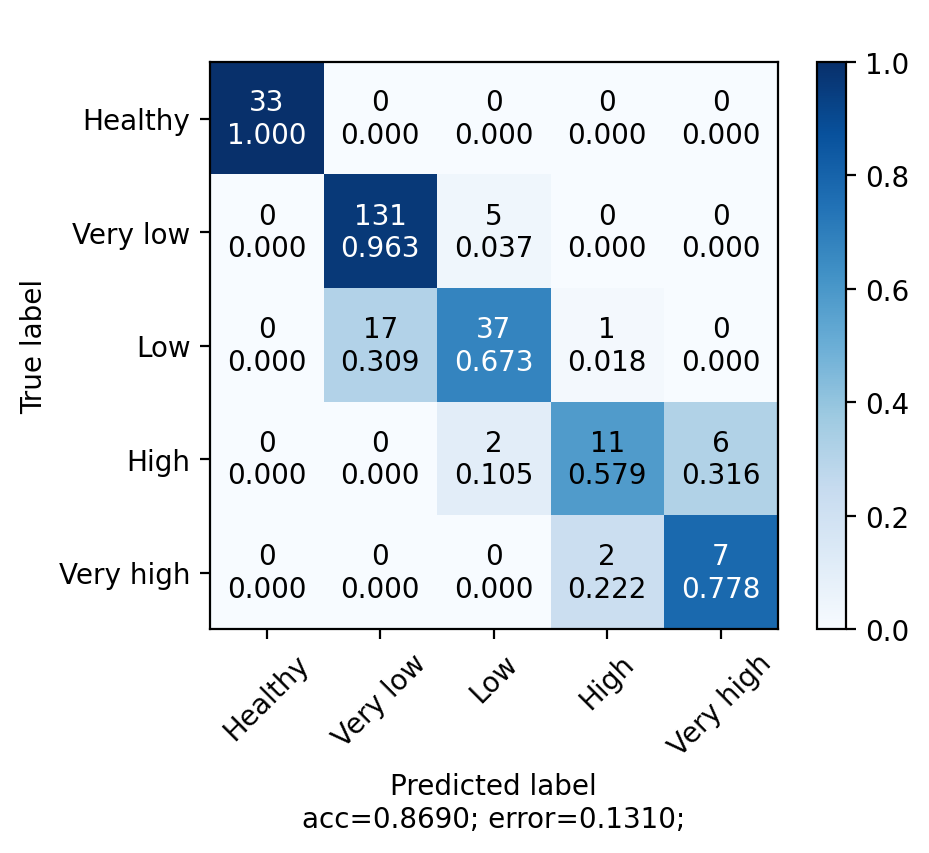 33 0 0 0 0
1.000 0.000 0.000 0.000 0.000
Healthy
0 131 5 0 0
0.000 0.963 0.037 0.000 0.000
Very low
0 17 37 1 0
0.000 0.309 0.673 0.018 0.000
Low
0 0 2 11 6
0.000 0.000 0.105 0.579 0.316
High
0 0 0 2 7
0.000 0.000 0.000 0.222 0.778
Very high
True label
Healthy
Very low
Low
High
Very high
Predicted label
acc=0.8690; error=0.1310;
1.0
0.8
0.6
0.4
0.2
0.0